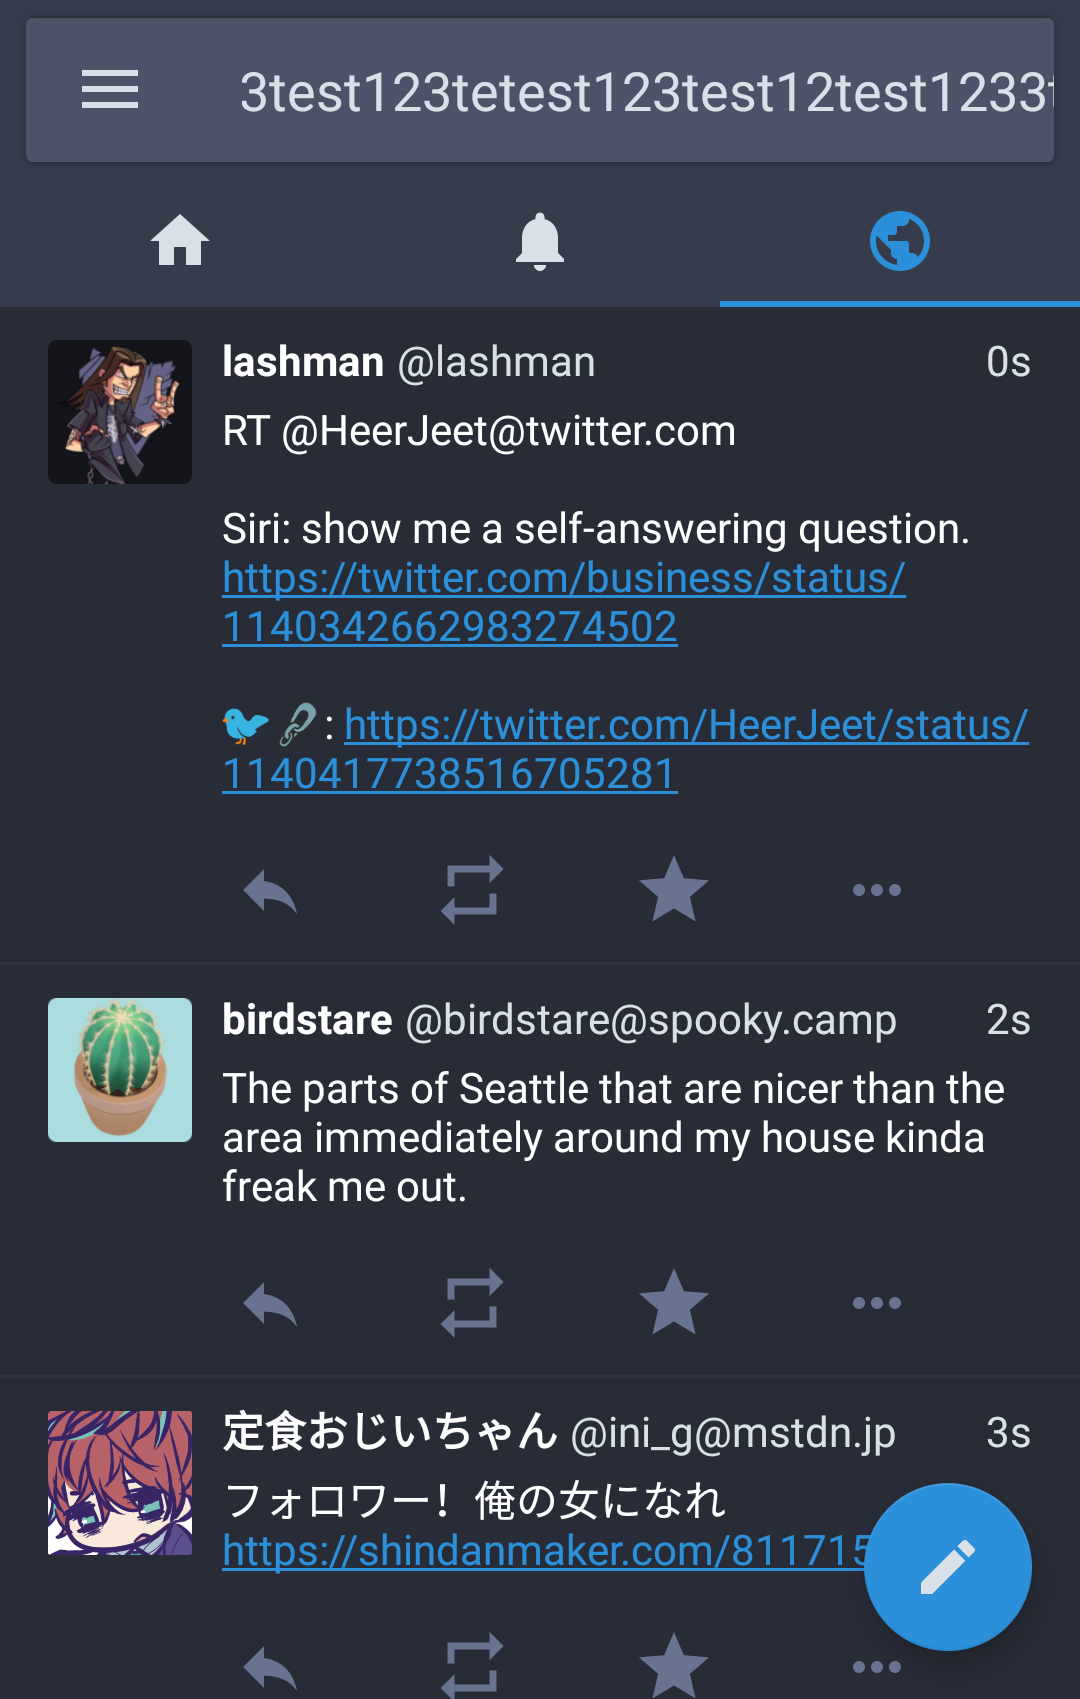 3test123tetest123test12test1233t
lashman @lashman 0s
RT @HeerJeet@twitter.com
Siri: show me a self-answering question.
https://twitter.com/business/status/
1140342662983274502
🐦🔗: https://twitter.com/HeerJeet/status/
1140417738516705281
birdstare @birdstare@spooky.camp 2s
The parts of Seattle that are nicer than the
area immediately around my house kinda
freak me out.
定食おじいちゃん @ini_g@mstdn.jp 3s
フォロワー！俺の女になれ
https://shindanmaker.com/811715